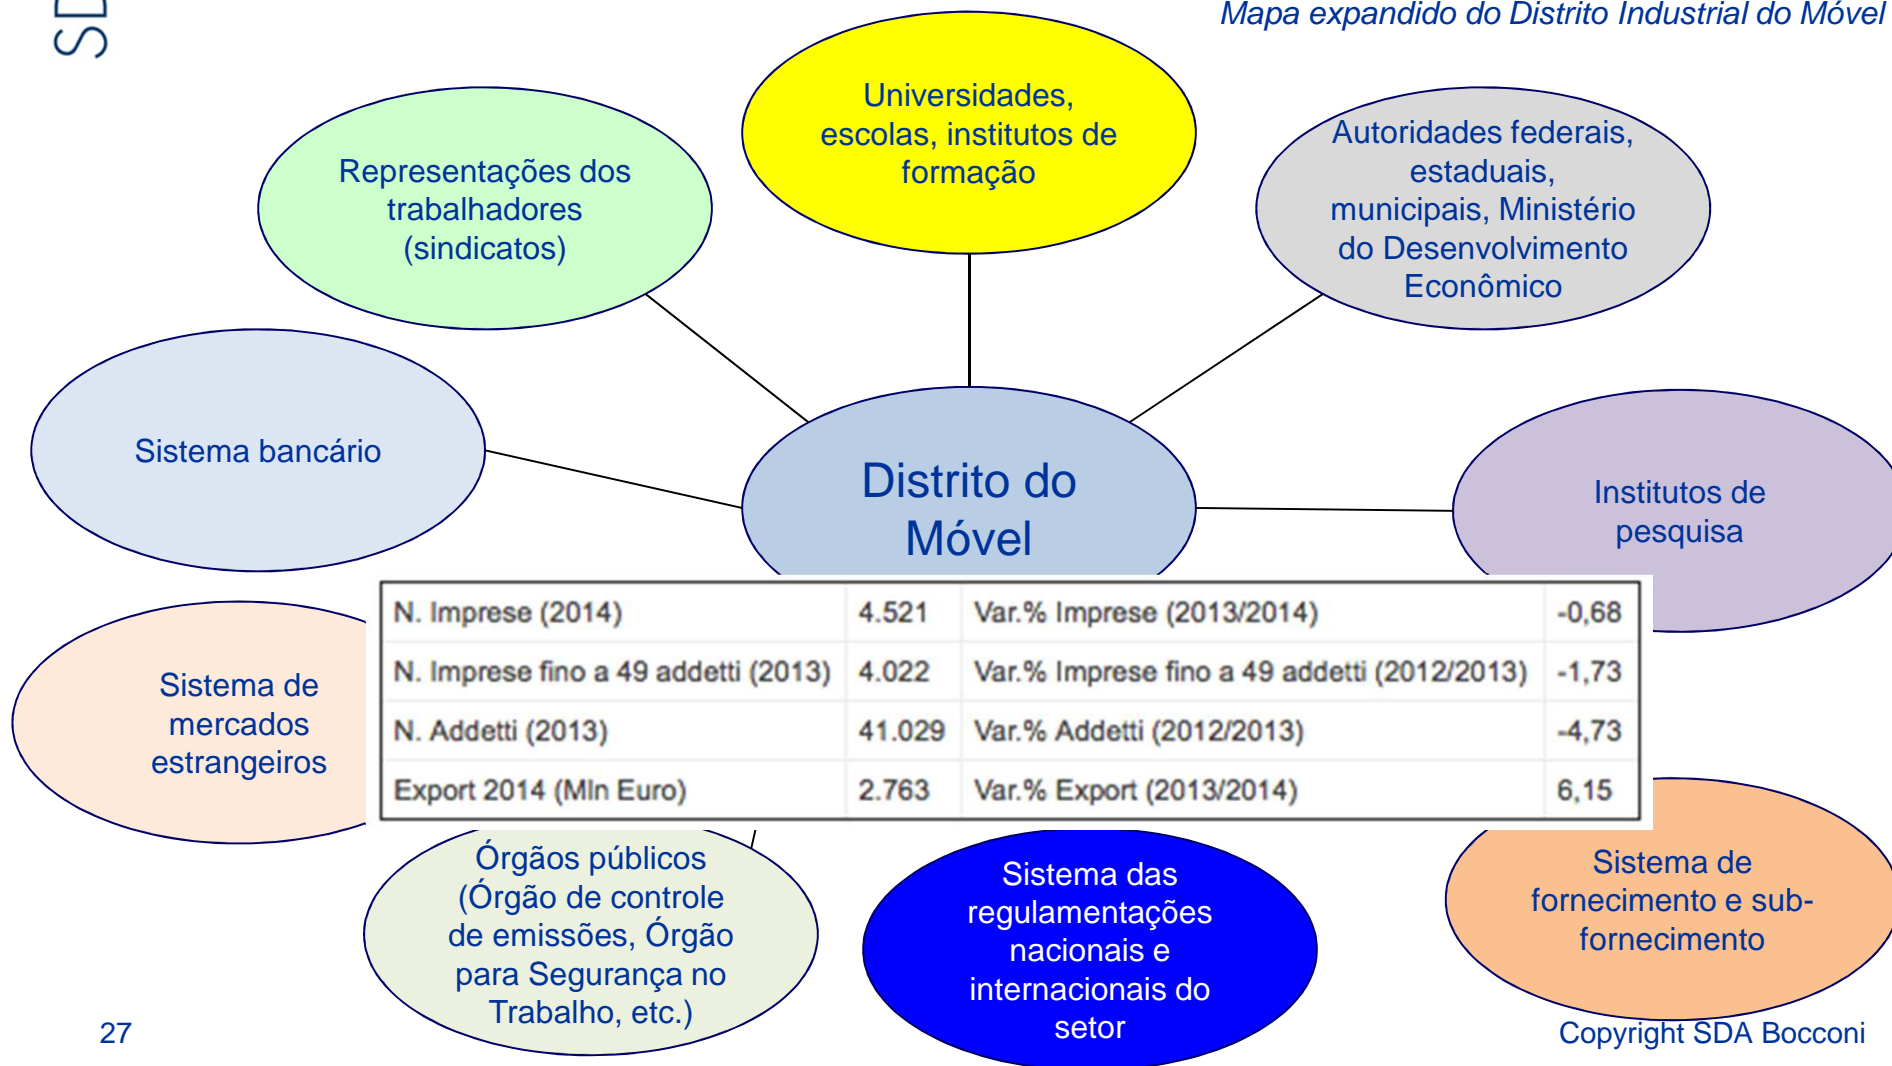 SD
Mapa expandido do Distrito Industrial do Móvel
Universidades,
escolas, institutos de
formação
Representações dos
trabalhadores
(sindicatos)
Autoridades federais,
estaduais,
municipais, Ministério
do Desenvolvimento
Econômico
Sistema bancário
Distrito do
Móvel
Institutos de
pesquisa
Sistema de
mercados
estrangeiros
N. Imprese (2014) 4.521 Var.% Imprese (2013/2014) -0,68
N. Imprese fino a 49 addetti (2013) 4.022 Var.% Imprese fino a 49 addetti (2012/2013) -1,73
N. Addetti (2013) 41.029 Var.% Addetti (2012/2013) -4,73
Export 2014 (Mln Euro) 2.763 Var.% Export (2013/2014) 6,15
Órgãos públicos
(Órgão de controle
de emissões, Órgão
para Segurança no
Trabalho, etc.)
Sistema das
regulamentações
nacionais e
internacionais do
setor
Sistema de
fornecimento e sub-
fornecimento
27
Copyright SDA Bocconi